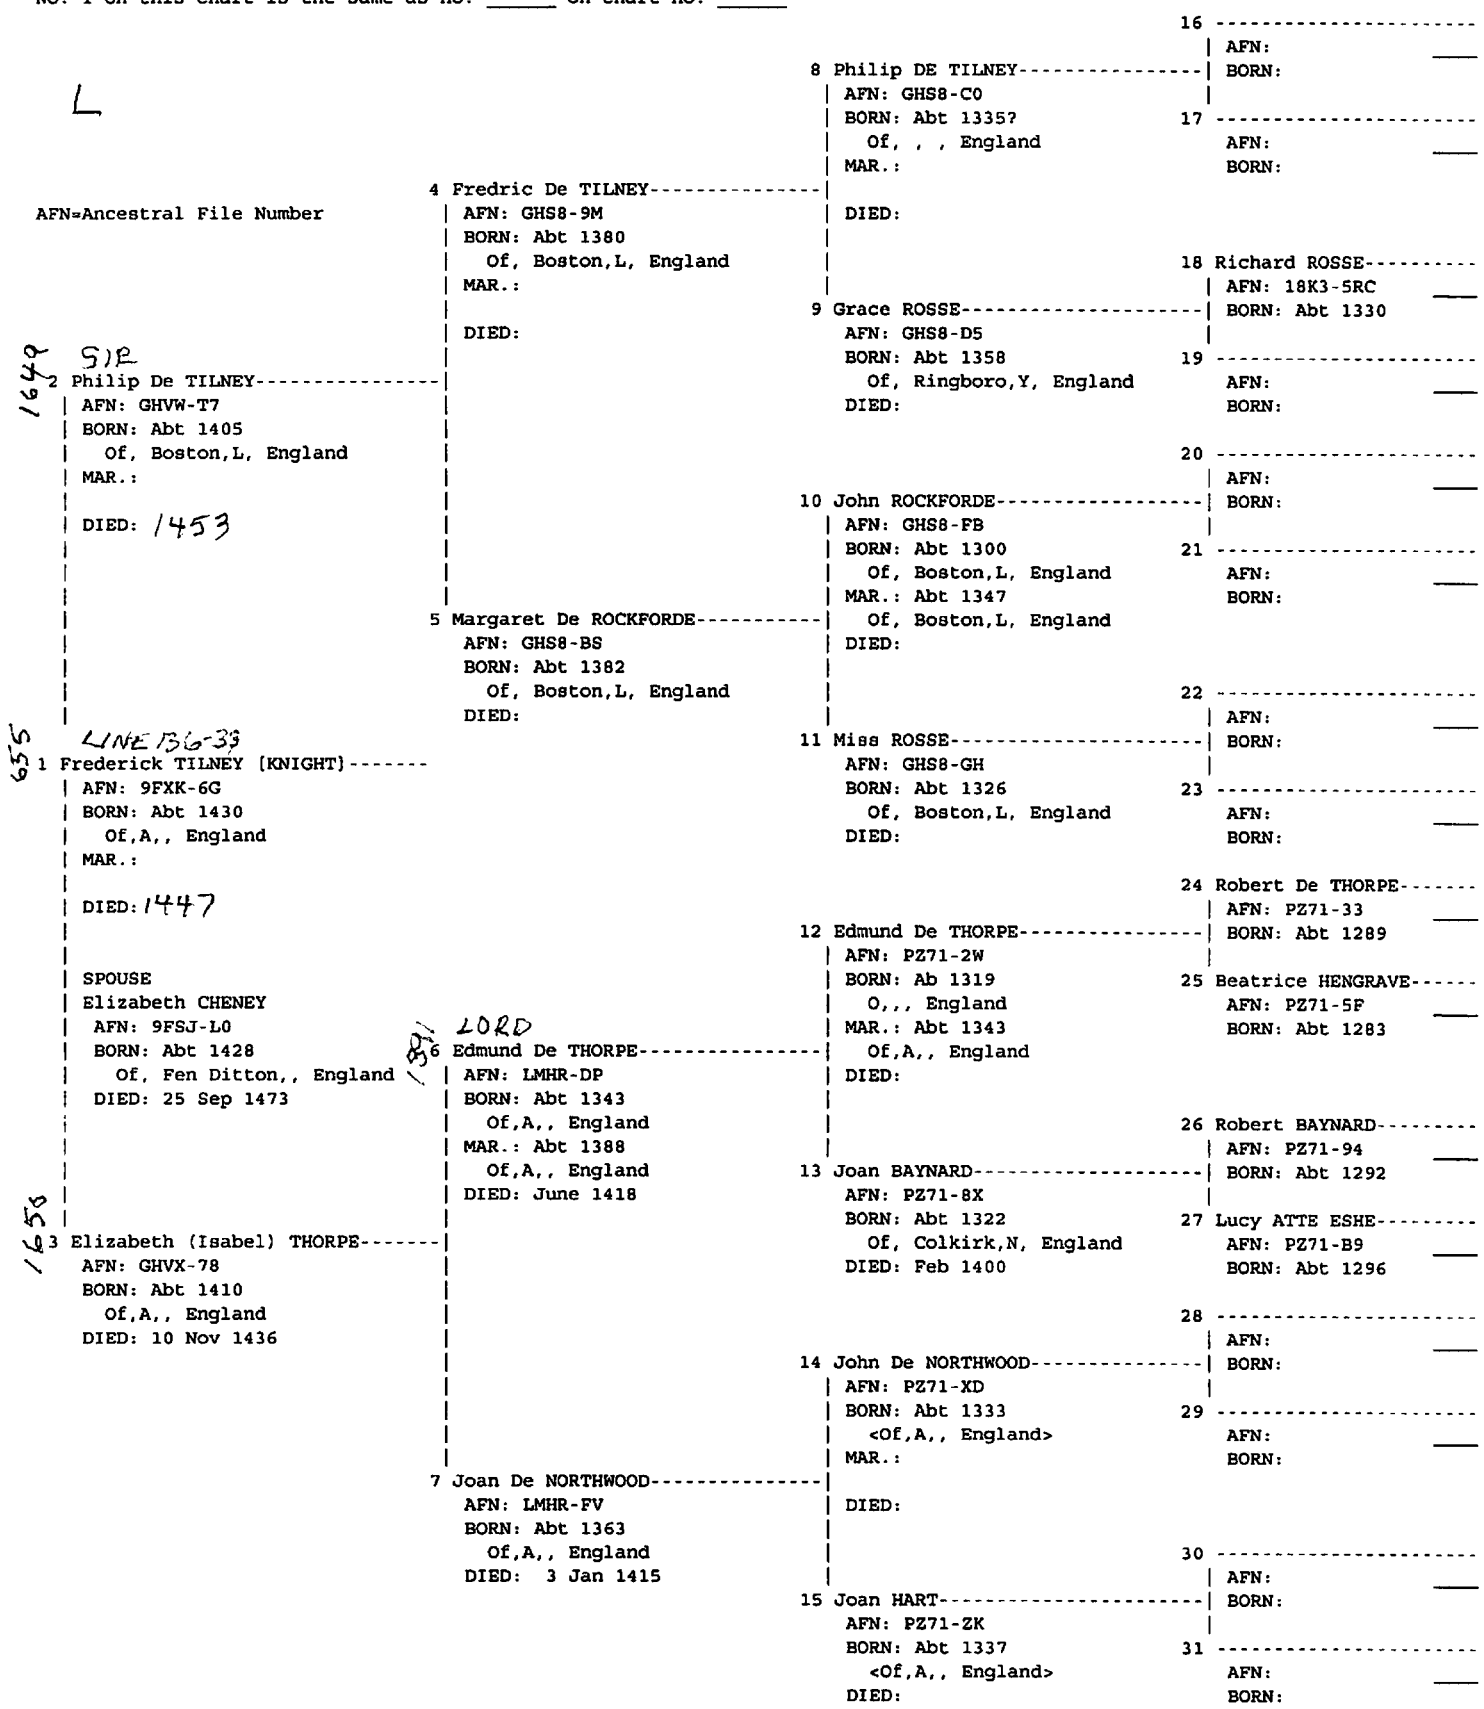 No. 1 on this chart is the same as no. ______ on chart no. ______
L
AFN=Ancestral File Number
1649
SIR
2 Philip De TILNEY
AFN: GHVW-T7
BORN: Abt 1405
Of, Boston,L, England
MAR.:
DIED: 1453
655
LINE 136-33
1 Frederick TILNEY (KNIGHT)
AFN: 9FXK-6G
BORN: Abt 1430
Of,A,, England
MAR.:
DIED: 1447
SPOUSE
Elizabeth CHENEY
AFN: 9FSJ-L0
BORN: Abt 1428
Of, Fen Ditton,, England
DIED: 25 Sep 1473
1650
3 Elizabeth (Isabel) THORPE
AFN: GHVX-78
BORN: Abt 1410
Of,A,, England
DIED: 10 Nov 1436
4 Fredric De TILNEY
AFN: GHS8-9M
BORN: Abt 1380
Of, Boston,L, England
MAR.:
DIED:
5 Margaret De ROCKFORDE
AFN: GHS8-BS
BORN: Abt 1382
Of, Boston,L, England
DIED:
LORD
6 Edmund De THORPE
AFN: LMHR-DP
BORN: Abt 1343
Of,A,, England
MAR.: Abt 1388
Of,A,, England
DIED: June 1418
7 Joan De NORTHWOOD
AFN: LMHR-FV
BORN: Abt 1363
Of,A,, England
DIED: 3 Jan 1415
8 Philip DE TILNEY
AFN: GHS8-C0
BORN: Abt 1335?
Of, , , England
MAR.:
DIED:
9 Grace ROSSE
AFN: GHS8-D5
BORN: Abt 1358
Of, Ringboro,Y, England
DIED:
10 John ROCKFORDE
AFN: GHS8-FB
BORN: Abt 1300
Of, Boston,L, England
MAR.: Abt 1347
Of, Boston,L, England
DIED:
11 Miss ROSSE
AFN: GHS8-GH
BORN: Abt 1326
Of, Boston,L, England
DIED:
12 Edmund De THORPE
AFN: PZ71-2W
BORN: Ab 1319
O,,, England
MAR.: Abt 1343
Of,A,, England
DIED:
13 Joan BAYNARD
AFN: PZ71-8X
BORN: Abt 1322
Of, Colkirk,N, England
DIED: Feb 1400
14 John De NORTHWOOD
AFN: PZ71-XD
BORN: Abt 1333
<Of,A,, England>
MAR.:
DIED:
15 Joan HART
AFN: PZ71-ZK
BORN: Abt 1337
<Of,A,, England>
DIED:
16
AFN:
BORN:
17
AFN:
BORN:
18 Richard ROSSE
AFN: 18K3-5RC
BORN: Abt 1330
19
AFN:
BORN:
20
AFN:
BORN:
21
AFN:
BORN:
22
AFN:
BORN:
23
AFN:
BORN:
24 Robert De THORPE
AFN: PZ71-33
BORN: Abt 1289
25 Beatrice HENGRAVE
AFN: PZ71-5F
BORN: Abt 1283
26 Robert BAYNARD
AFN: PZ71-94
BORN: Abt 1292
27 Lucy ATTE ESHE
AFN: PZ71-B9
BORN: Abt 1296
28
AFN:
BORN:
29
AFN:
BORN:
30
AFN:
BORN:
31
AFN:
BORN: